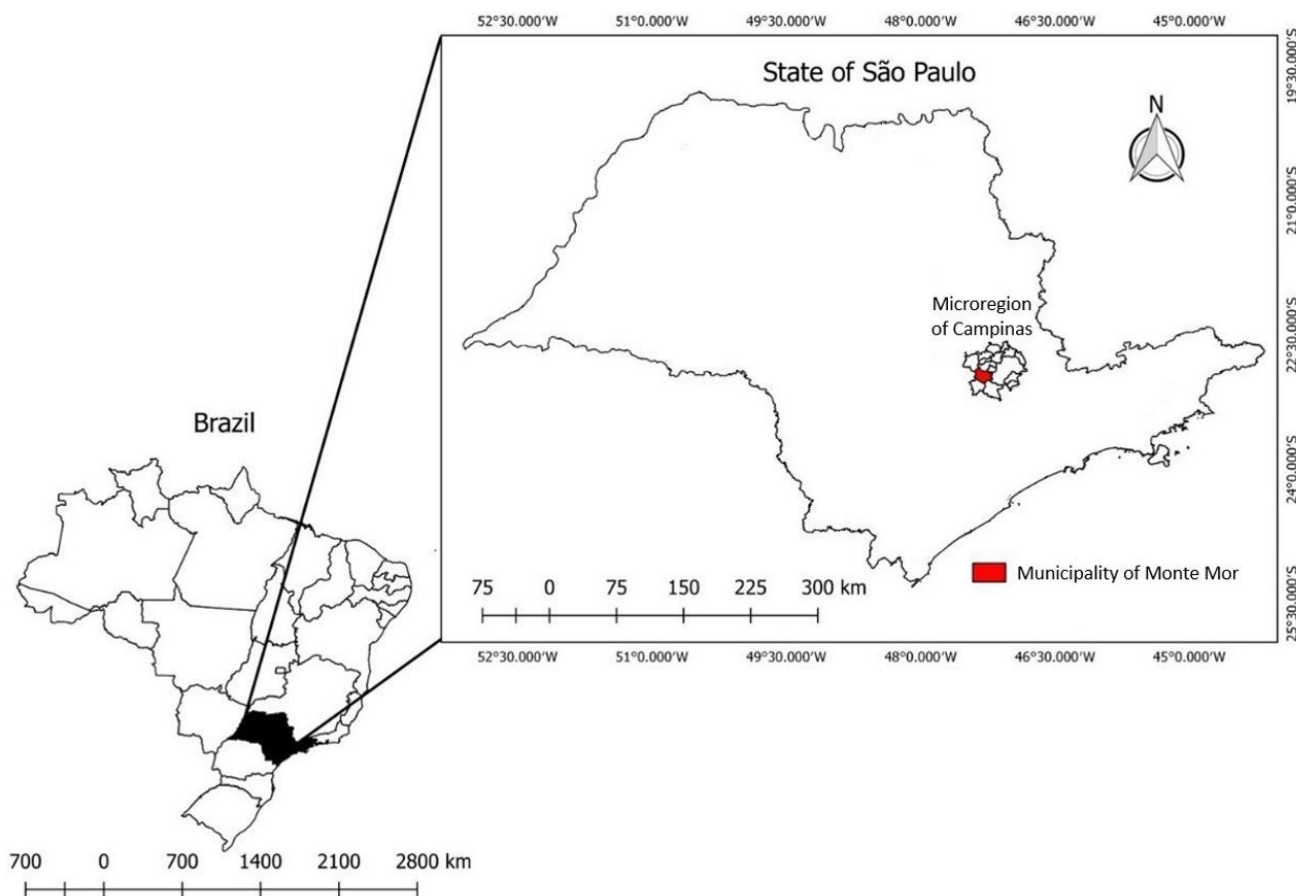 52°30.000'W 51°0.000'W 49°30.000'W 48°0.000'W 46°30.000'W 45°0.000'W
State of São Paulo
N
19°30.000'S
21°0.000'S
22°30.000'S
24°0.000'S
25°30.000'S
Microregion
of Campinas
Municipality of Monte Mor
75 0 75 150 225 300 km
52°30.000'W 51°0.000'W 49°30.000'W 48°0.000'W 46°30.000'W 45°0.000'W
Brazil
700 0 700 1400 2100 2800 km